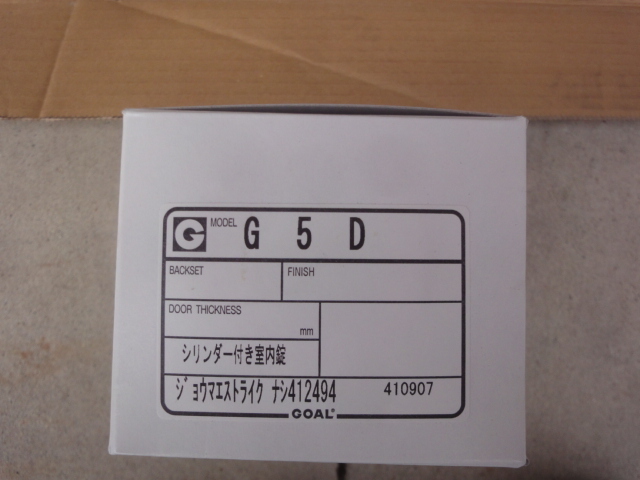 G MODEL G 5 D
BACKSET FINISH
DOOR THICKNESS
mm
シリンダー付き室内錠
ジョウマエストライク ナシ412494 410907
GOAL